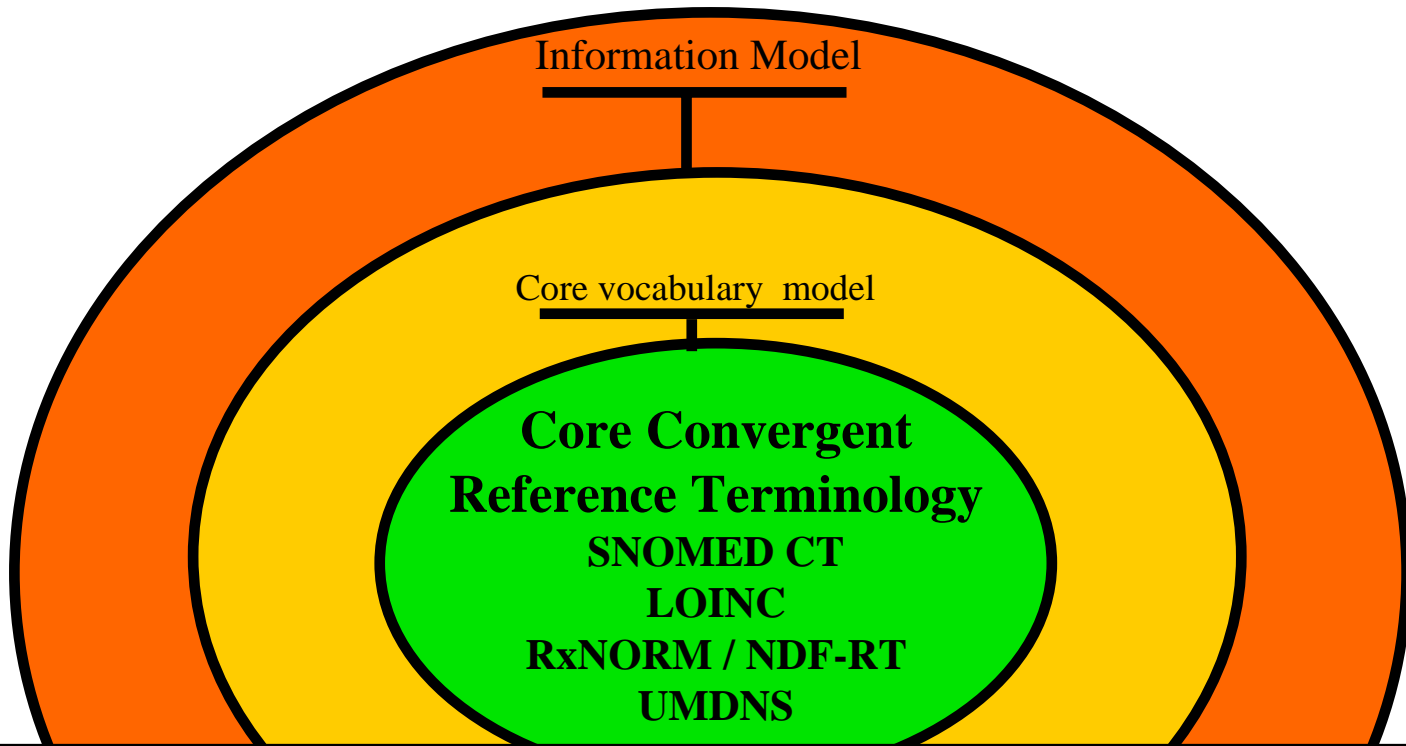 Information Model
Core vocabulary  model
Core Convergent
Reference Terminology
SNOMED CT
LOINC
RxNORM / NDF-RT
UMDNS